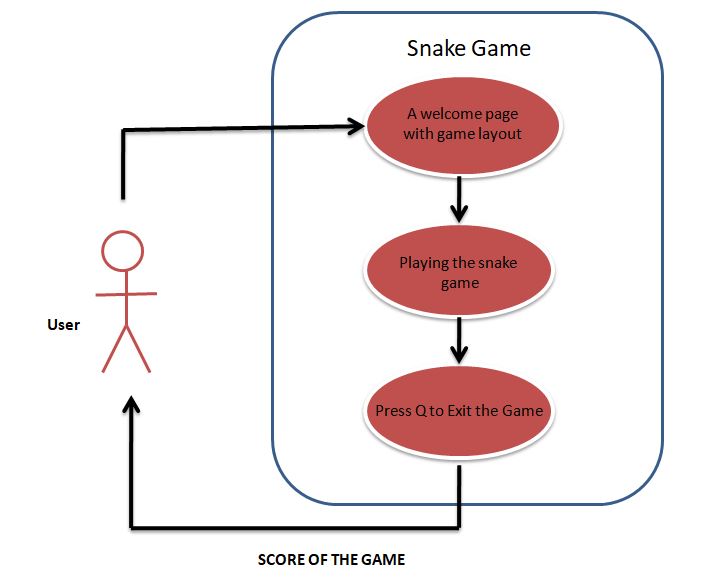 Snake Game
A welcome page
with game layout
Playing the snake
game
User
Press Q to Exit the Game
SCORE OF THE GAME